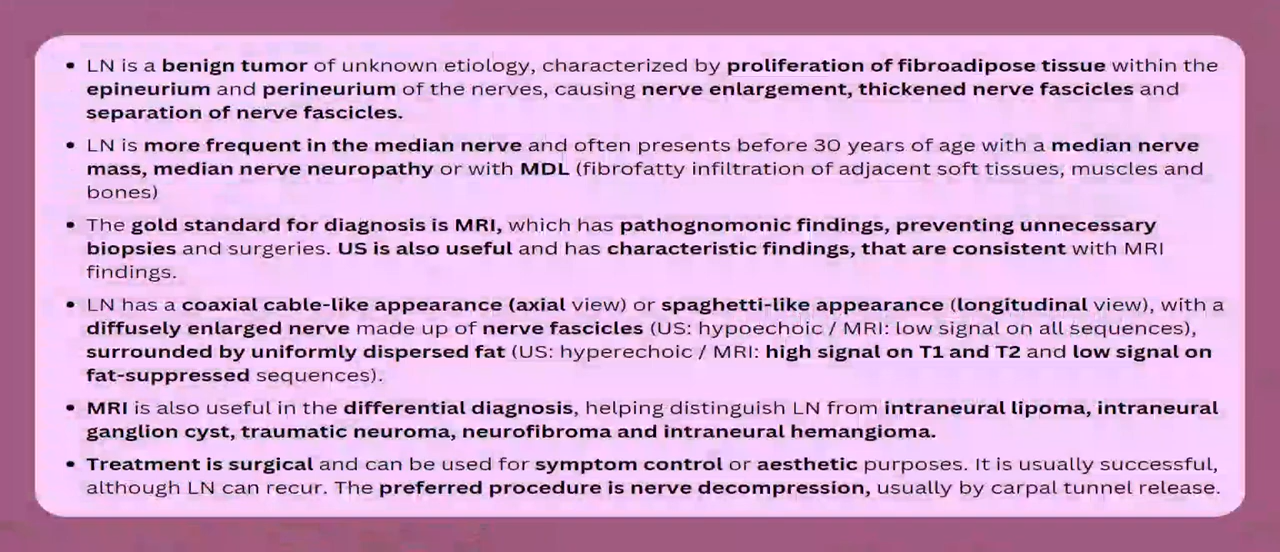 • LN is a benign tumor of unknown etiology, characterized by proliferation of fibroadipose tissue within the
epineurium and perineurium of the nerves, causing nerve enlargement, thickened nerve fascicles and
separation of nerve fascicles.
• LN is more frequent in the median nerve and often presents before 30 years of age with a median nerve
mass, median nerve neuropathy or with MDL (fibrofatty infiltration of adjacent soft tissues, muscles and
bones)
• The gold standard for diagnosis is MRI, which has pathognomonic findings, preventing unnecessary
biopsies and surgeries. US is also useful and has characteristic findings, that are consistent with MRI
findings.
• LN has a coaxial cable-like appearance (axial view) or spaghetti-like appearance (longitudinal view), with a
diffusely enlarged nerve made up of nerve fascicles (US: hypoechoic / MRI: low signal on all sequences),
surrounded by uniformly dispersed fat (US: hyperechoic / MRI: high signal on T1 and T2 and low signal on
fat-suppressed sequences).
• MRI is also useful in the differential diagnosis, helping distinguish LN from intraneural lipoma, intraneural
ganglion cyst, traumatic neuroma, neurofibroma and intraneural hemangioma.
• Treatment is surgical and can be used for symptom control or aesthetic purposes. It is usually successful,
although LN can recur. The preferred procedure is nerve decompression, usually by carpal tunnel release.